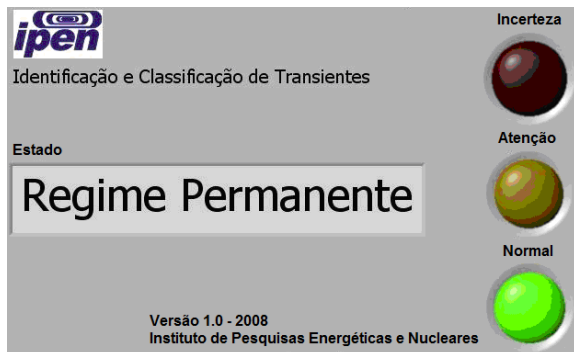 ipen
Incerteza
Identificação e Classificação de Transientes
Atenção
Estado
Regime Permanente
Normal
Versão 1.0 - 2008
Instituto de Pesquisas Energéticas e Nucleares